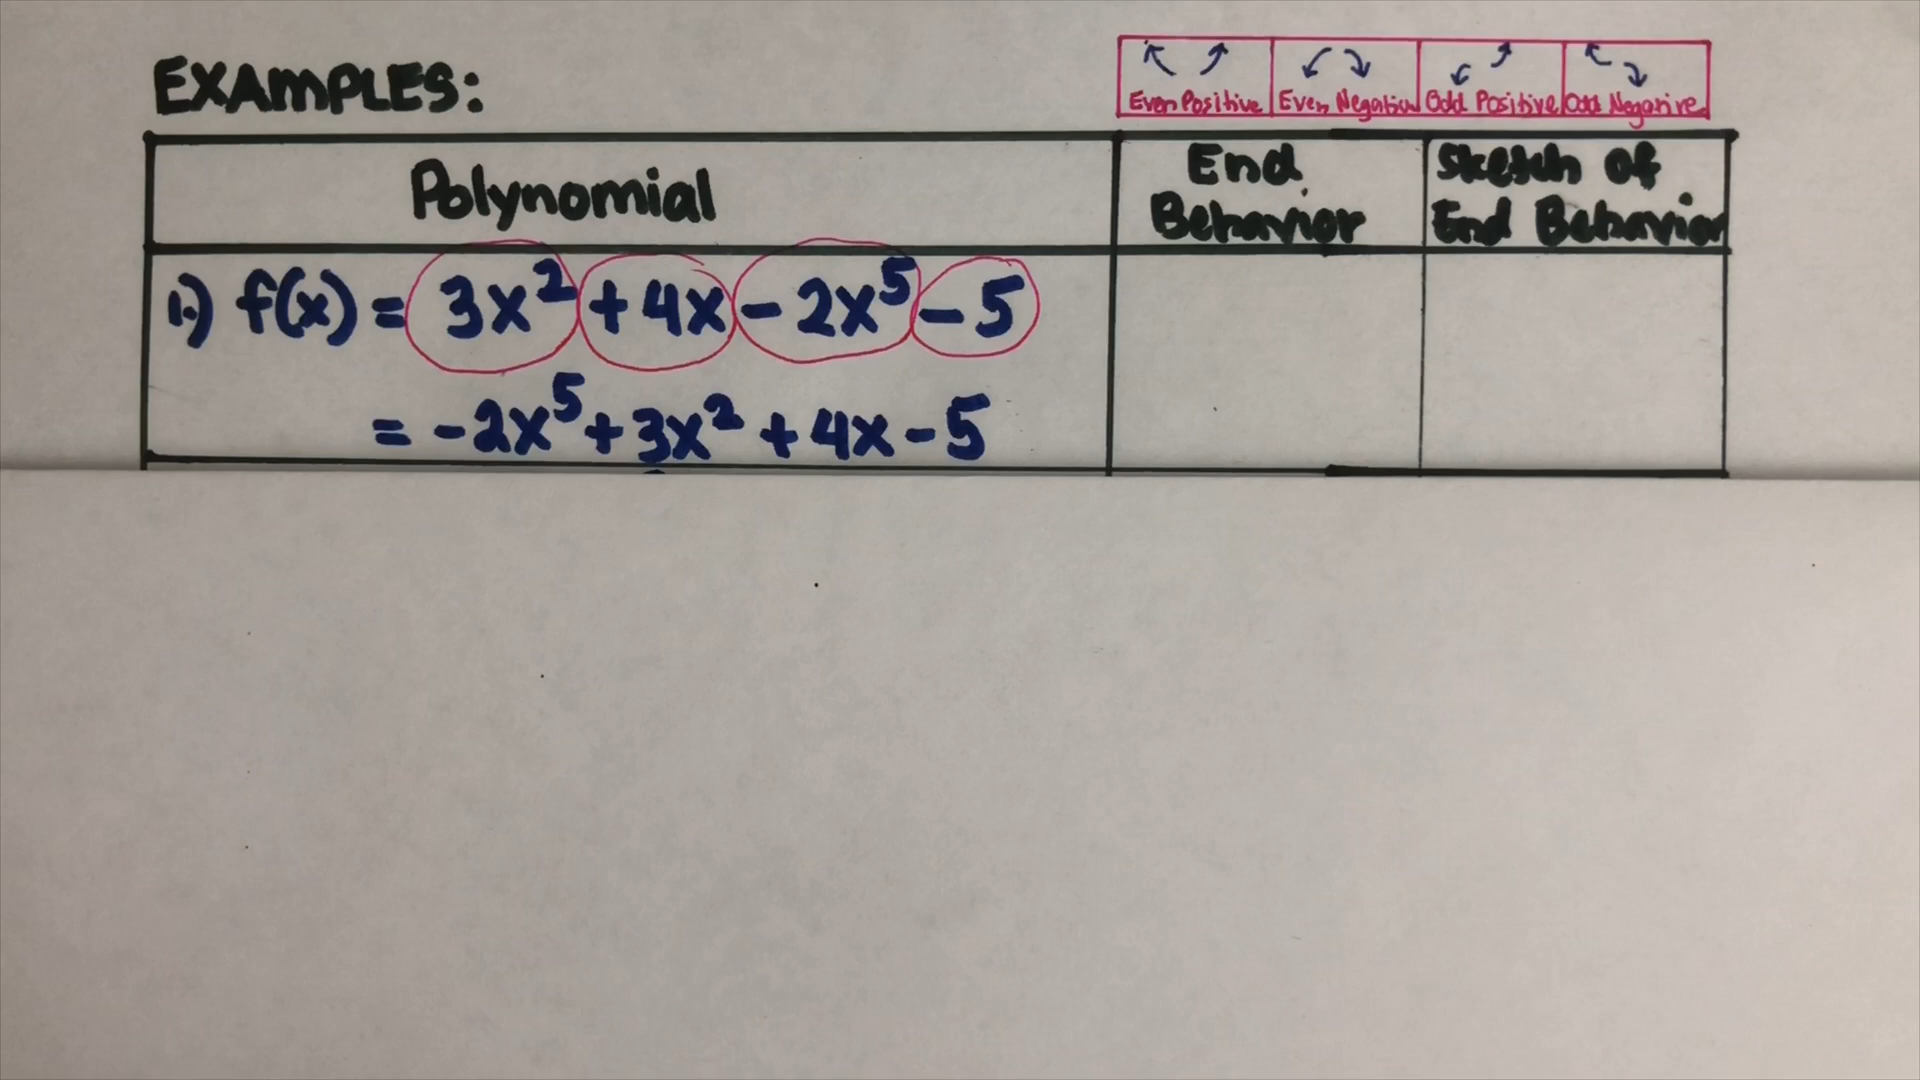 EXAMPLES:
Even Positive Even Negative Odd Positive Odd Negative
Polynomial
End Behavior
Sketch of End Behavior
1.) f(x) = 3x² + 4x - 2x⁵ - 5
= -2x⁵ + 3x² + 4x - 5